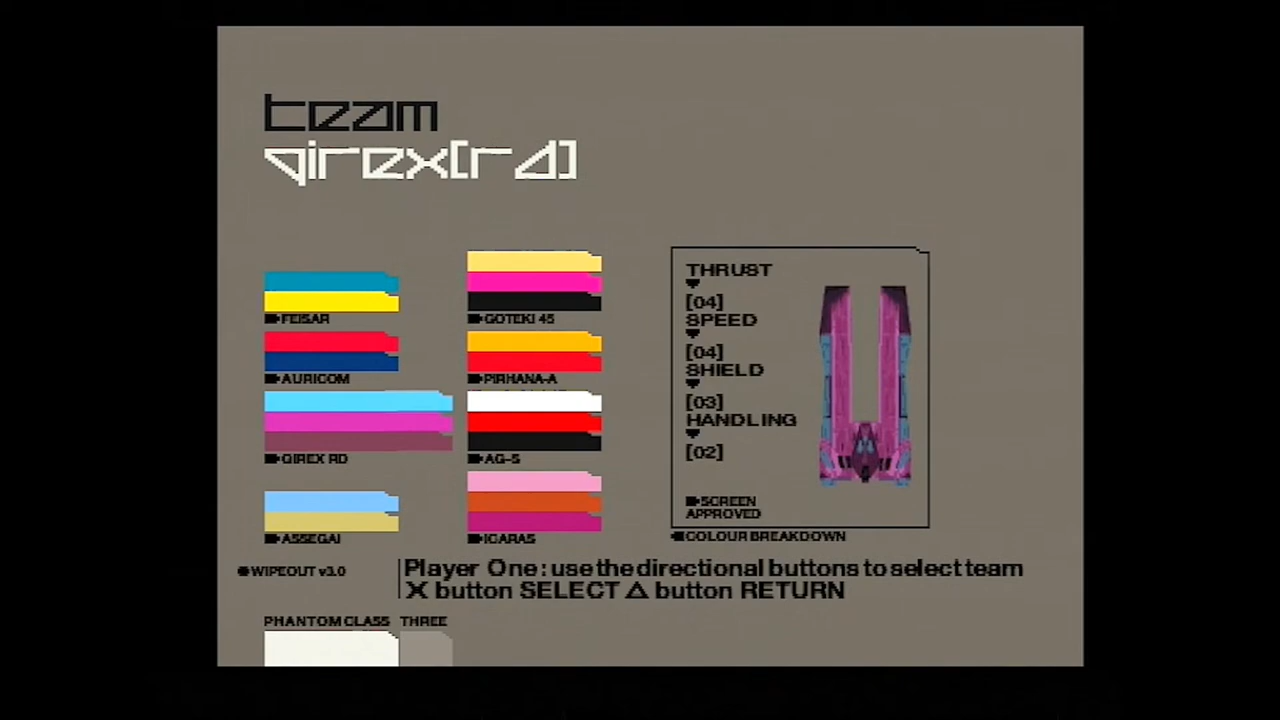 team
girex[rd]
FEISAR
GOTEKI 45
AURICOM
PIRHANA-A
GIREX RD
AG-S
ASSEGAI
ICARAS
THRUST
[04]
SPEED
[04]
SHIELD
[03]
HANDLING
[02]
SCREEN
APPROVED
COLOUR BREAKDOWN
WIPEOUT v3.0
Player One: use the directional buttons to select team
X button SELECT △ button RETURN
PHANTOM CLASS THREE